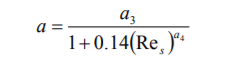 a = a₃ / (1 + 0.14(Reₛ)^a₄)